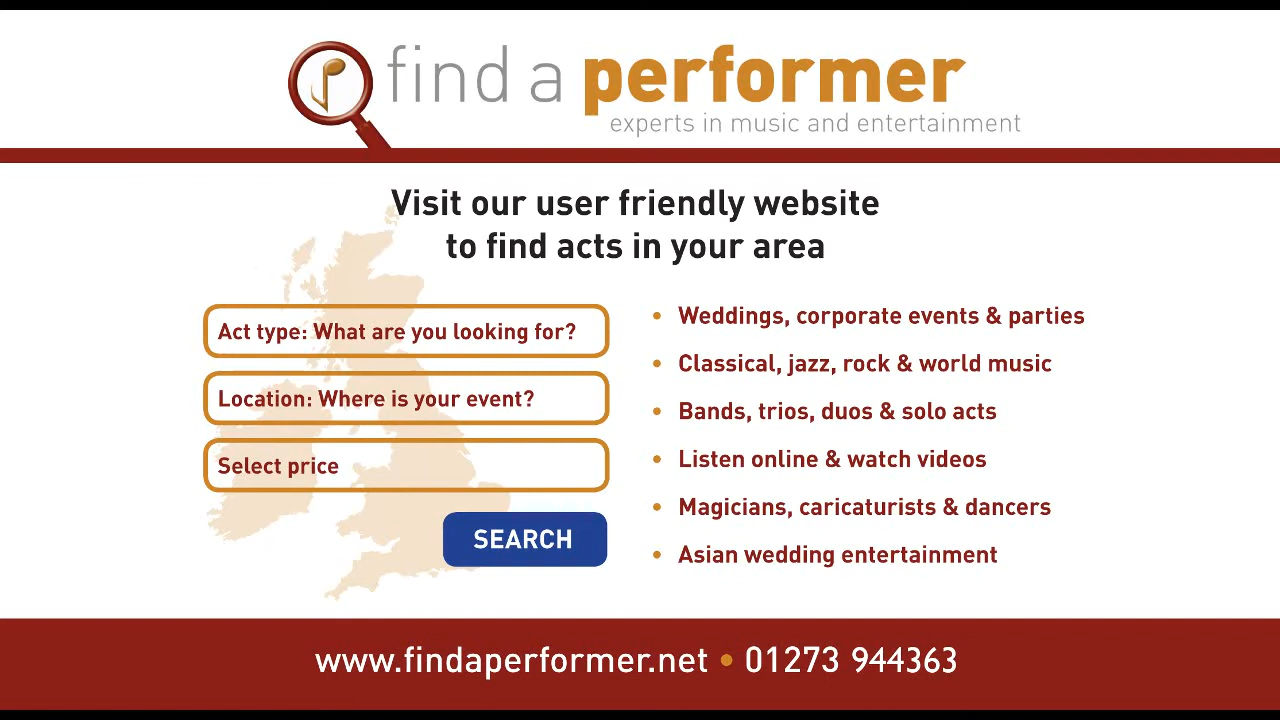 find a performer
experts in music and entertainment
Visit our user friendly website
to find acts in your area
Act type: What are you looking for?
Location: Where is your event?
Select price
SEARCH
• Weddings, corporate events & parties
• Classical, jazz, rock & world music
• Bands, trios, duos & solo acts
• Listen online & watch videos
• Magicians, caricaturists & dancers
• Asian wedding entertainment
www.findaperformer.net • 01273 944363